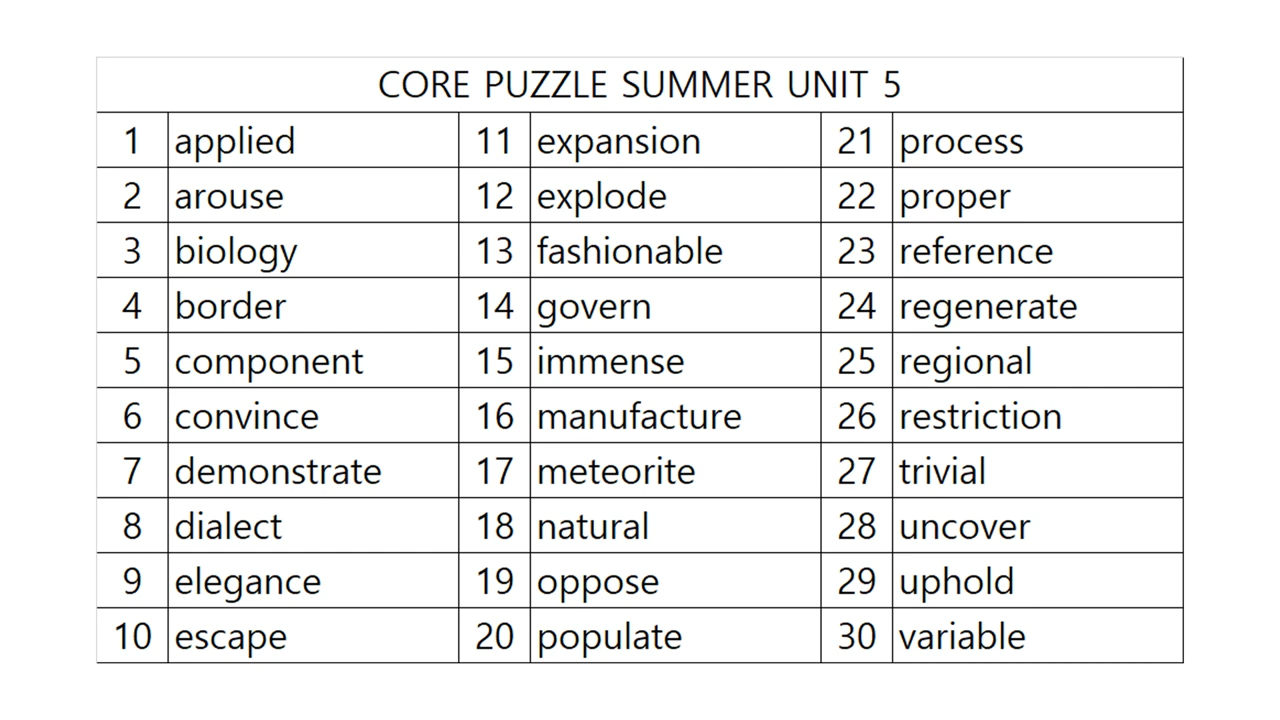 CORE PUZZLE SUMMER UNIT 5
1 applied 11 expansion 21 process
2 arouse 12 explode 22 proper
3 biology 13 fashionable 23 reference
4 border 14 govern 24 regenerate
5 component 15 immense 25 regional
6 convince 16 manufacture 26 restriction
7 demonstrate 17 meteorite 27 trivial
8 dialect 18 natural 28 uncover
9 elegance 19 oppose 29 uphold
10 escape 20 populate 30 variable